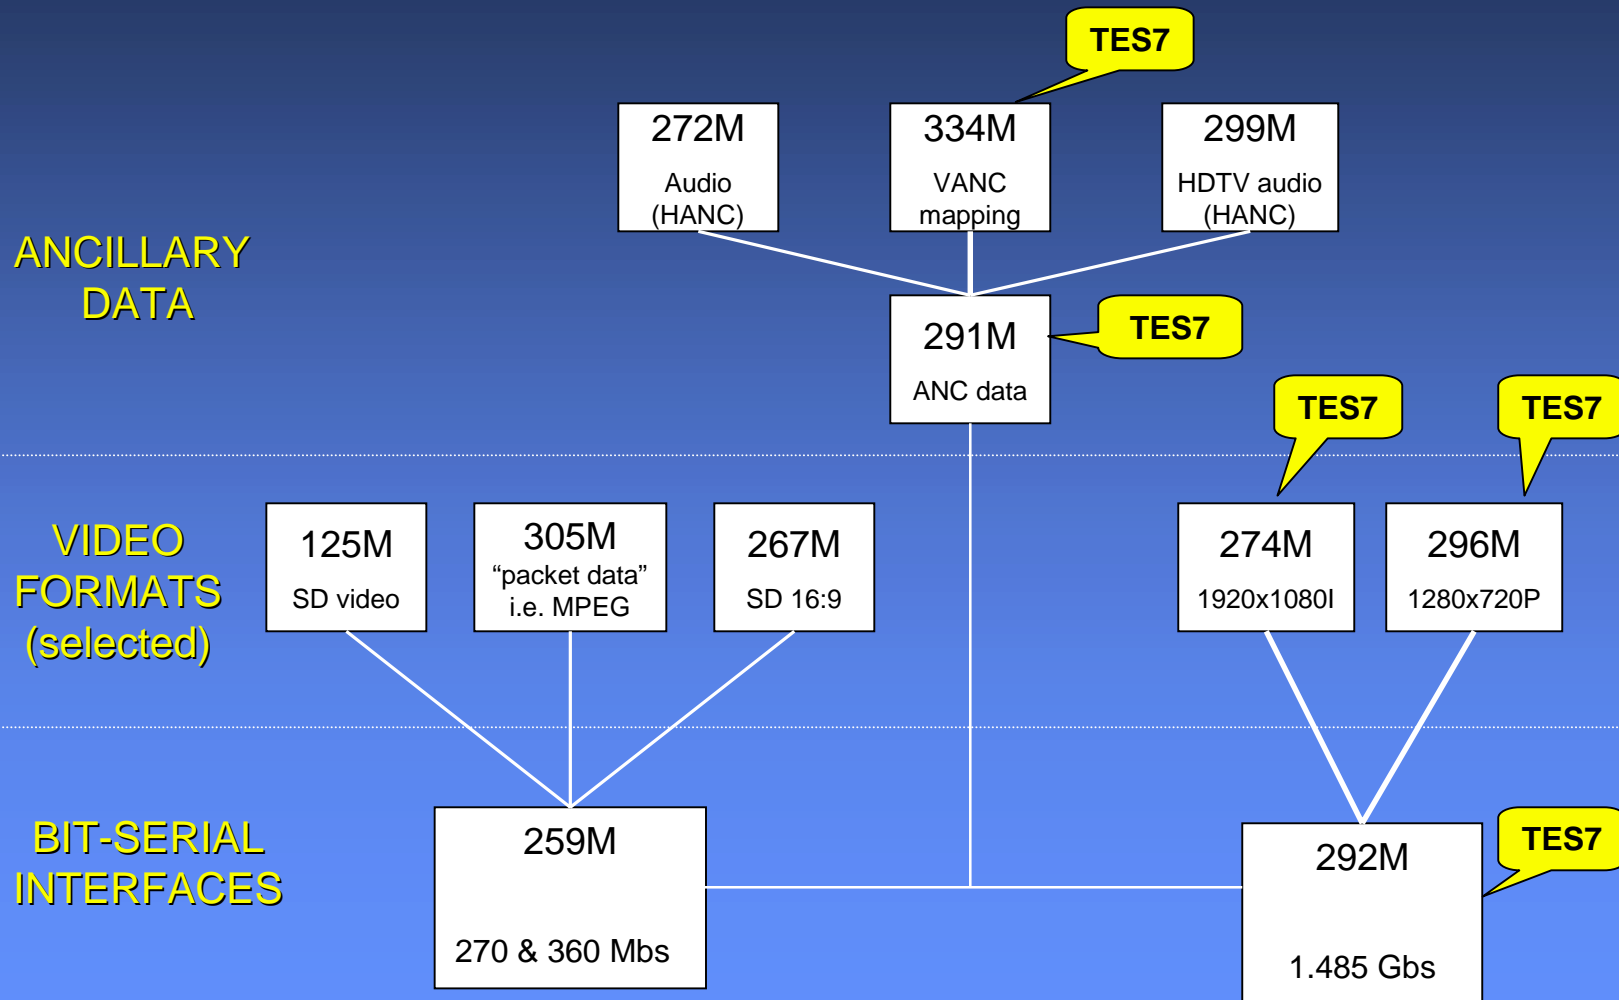 TES7
272M
Audio
(HANC)
334M
VANC
mapping
299M
HDTV audio
(HANC)
ANCILLARY
DATA
291M
ANC data
TES7
TES7
TES7
VIDEO
FORMATS
(selected)
125M
SD video
305M
“packet data”
i.e. MPEG
267M
SD 16:9
274M
1920x1080I
296M
1280x720P
BIT-SERIAL
INTERFACES
259M
270 & 360 Mbs
292M
1.485 Gbs
TES7